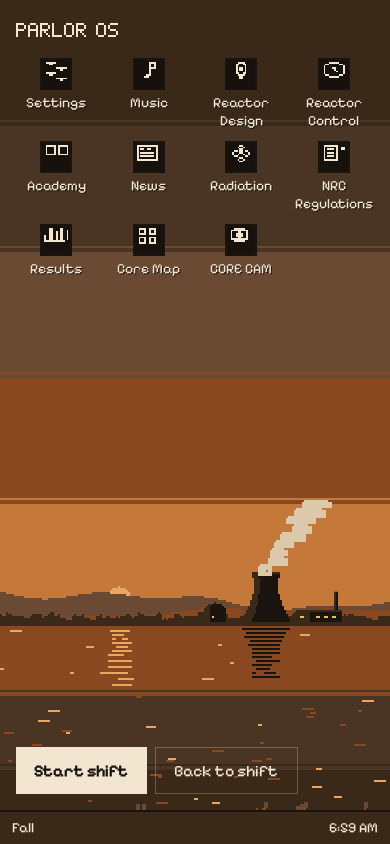 PARLOR OS
Settings Music Reactor Design Reactor Control
Academy News Radiation NRC Regulations
Results Core Map CORE CAM
Start shift Back to shift
Fall 6:59 AM